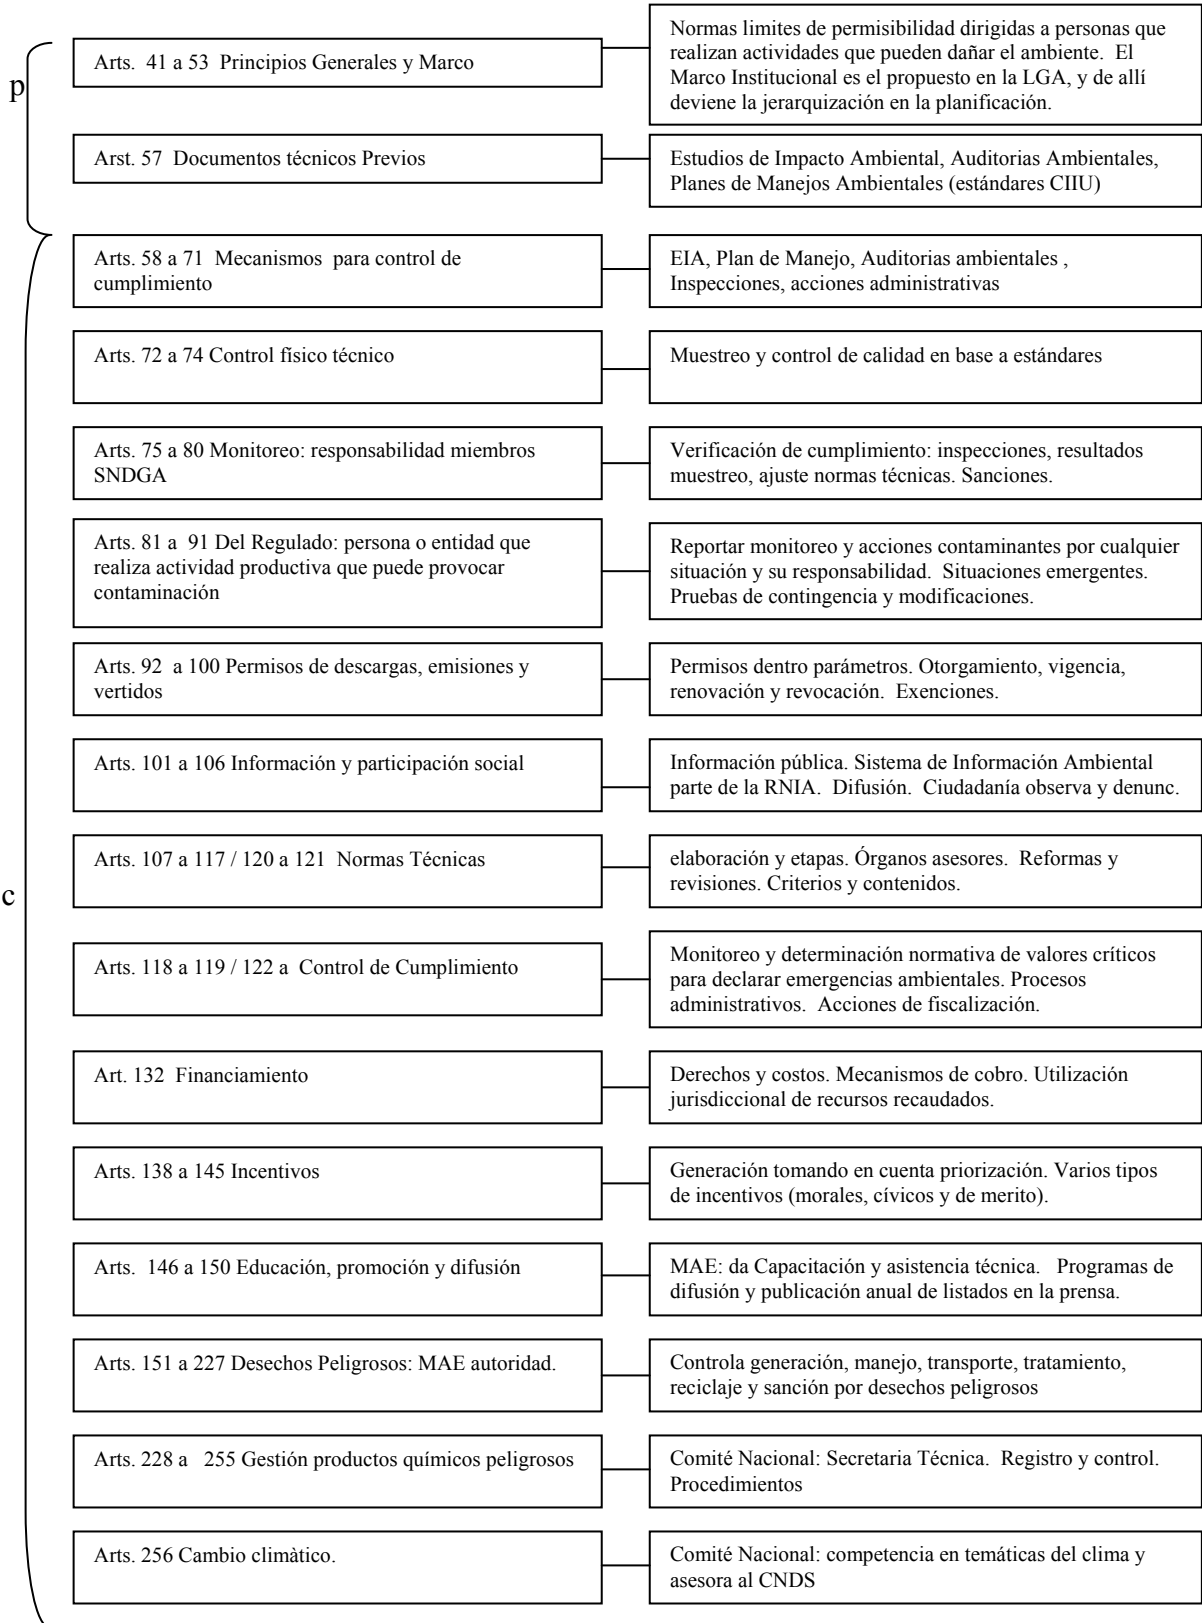 p
Arts. 41 a 53 Principios Generales y Marco
Normas limites de permisibilidad dirigidas a personas que
realizan actividades que pueden dañar el ambiente. El
Marco Institucional es el propuesto en la LGA, y de allí
deviene la jerarquización en la planificación.
Arst. 57 Documentos técnicos Previos
Estudios de Impacto Ambiental, Auditorias Ambientales,
Planes de Manejos Ambientales (estándares CIIU)
c
Arts. 58 a 71 Mecanismos para control de
cumplimiento
EIA, Plan de Manejo, Auditorias ambientales ,
Inspecciones, acciones administrativas
Arts. 72 a 74 Control físico técnico
Muestreo y control de calidad en base a estándares
Arts. 75 a 80 Monitoreo: responsabilidad miembros
SNDGA
Verificación de cumplimiento: inspecciones, resultados
muestreo, ajuste normas técnicas. Sanciones.
Arts. 81 a 91 Del Regulado: persona o entidad que
realiza actividad productiva que puede provocar
contaminación
Reportar monitoreo y acciones contaminantes por cualquier
situación y su responsabilidad. Situaciones emergentes.
Pruebas de contingencia y modificaciones.
Arts. 92 a 100 Permisos de descargas, emisiones y
vertidos
Permisos dentro parámetros. Otorgamiento, vigencia,
renovación y revocación. Exenciones.
Arts. 101 a 106 Información y participación social
Información pública. Sistema de Información Ambiental
parte de la RNIA. Difusión. Ciudadanía observa y denunc.
Arts. 107 a 117 / 120 a 121 Normas Técnicas
elaboración y etapas. Órganos asesores. Reformas y
revisiones. Criterios y contenidos.
Arts. 118 a 119 / 122 a Control de Cumplimiento
Monitoreo y determinación normativa de valores críticos
para declarar emergencias ambientales. Procesos
administrativos. Acciones de fiscalización.
Art. 132 Financiamiento
Derechos y costos. Mecanismos de cobro. Utilización
jurisdiccional de recursos recaudados.
Arts. 138 a 145 Incentivos
Generación tomando en cuenta priorización. Varios tipos
de incentivos (morales, cívicos y de merito).
Arts. 146 a 150 Educación, promoción y difusión
MAE: da Capacitación y asistencia técnica. Programas de
difusión y publicación anual de listados en la prensa.
Arts. 151 a 227 Desechos Peligrosos: MAE autoridad.
Controla generación, manejo, transporte, tratamiento,
reciclaje y sanción por desechos peligrosos
Arts. 228 a 255 Gestión productos químicos peligrosos
Comité Nacional: Secretaria Técnica. Registro y control.
Procedimientos
Arts. 256 Cambio climàtico.
Comité Nacional: competencia en temáticas del clima y
asesora al CNDS